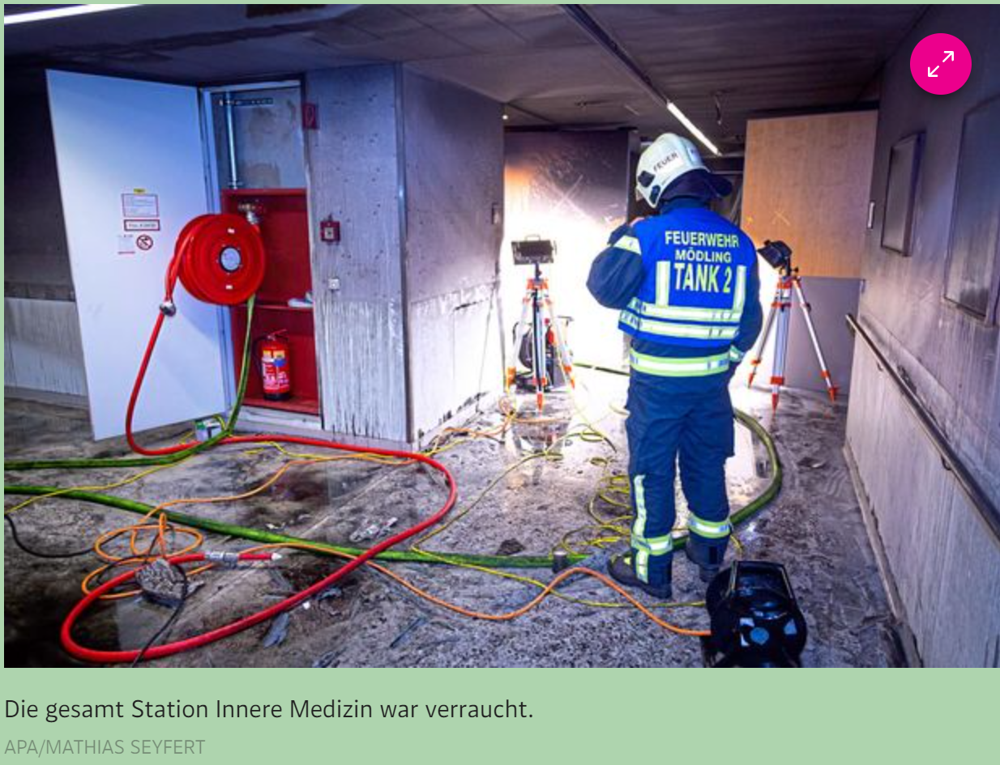 FEUER
FEUERWEHR
MÖDLING
TANK 2
Die gesamt Station Innere Medizin war verraucht.
APA/MATHIAS SEYFERT